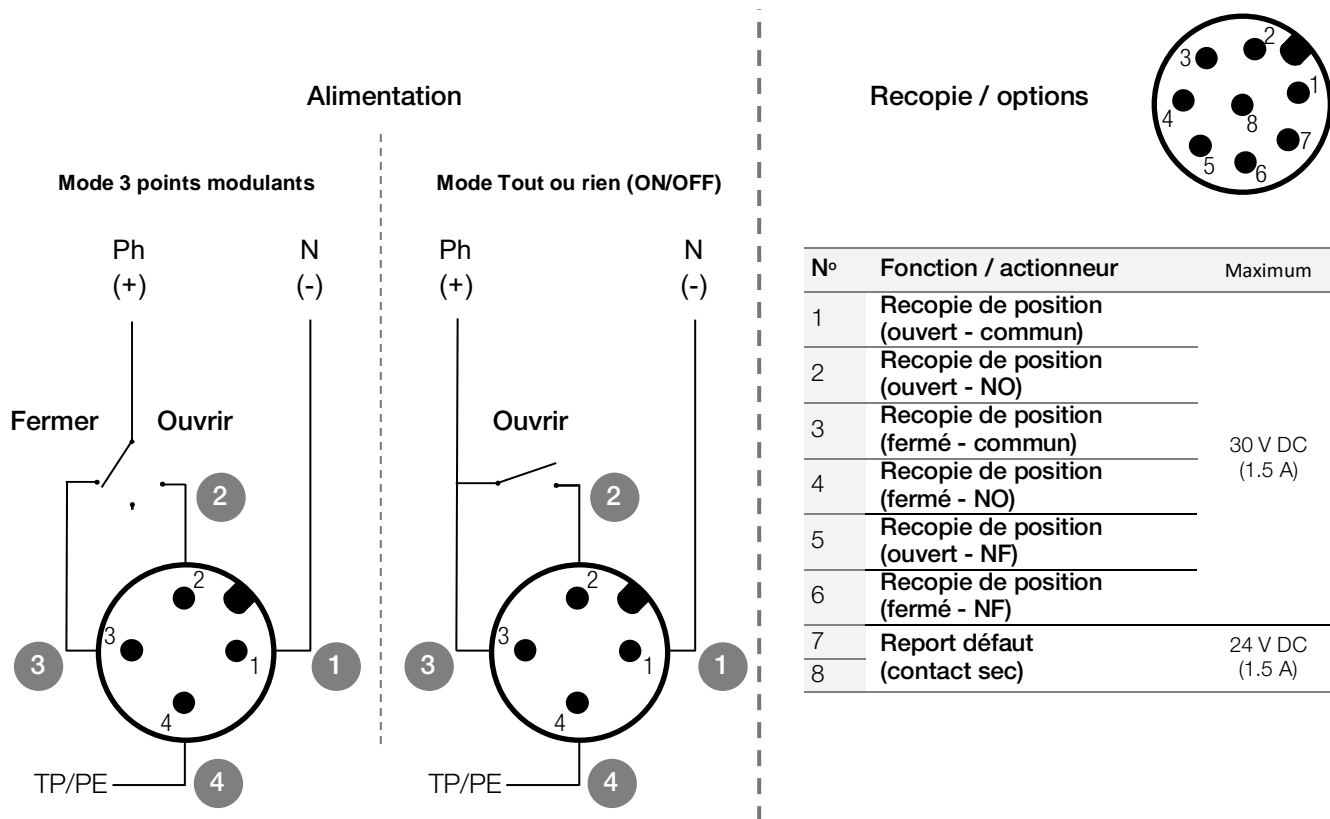 Alimentation
Mode 3 points modulants
Ph
(+)
N
(-)
Fermer
Ouvrir
2
2
3
1
4
3
1
4
TP/PE
Mode Tout ou rien (ON/OFF)
Ph
(+)
N
(-)
Ouvrir
2
2
3
1
4
3
1
4
TP/PE
Recopie / options
2
3
1
4
8
7
5
6
Nº Fonction / actionneur Maximum
1 Recopie de position
(ouvert - commun)
2 Recopie de position
(ouvert - NO)
3 Recopie de position
(fermé - commun)
30 V DC
(1.5 A)
4 Recopie de position
(fermé - NO)
5 Recopie de position
(ouvert - NF)
6 Recopie de position
(fermé - NF)
7 Report défaut 24 V DC
8 (contact sec) (1.5 A)